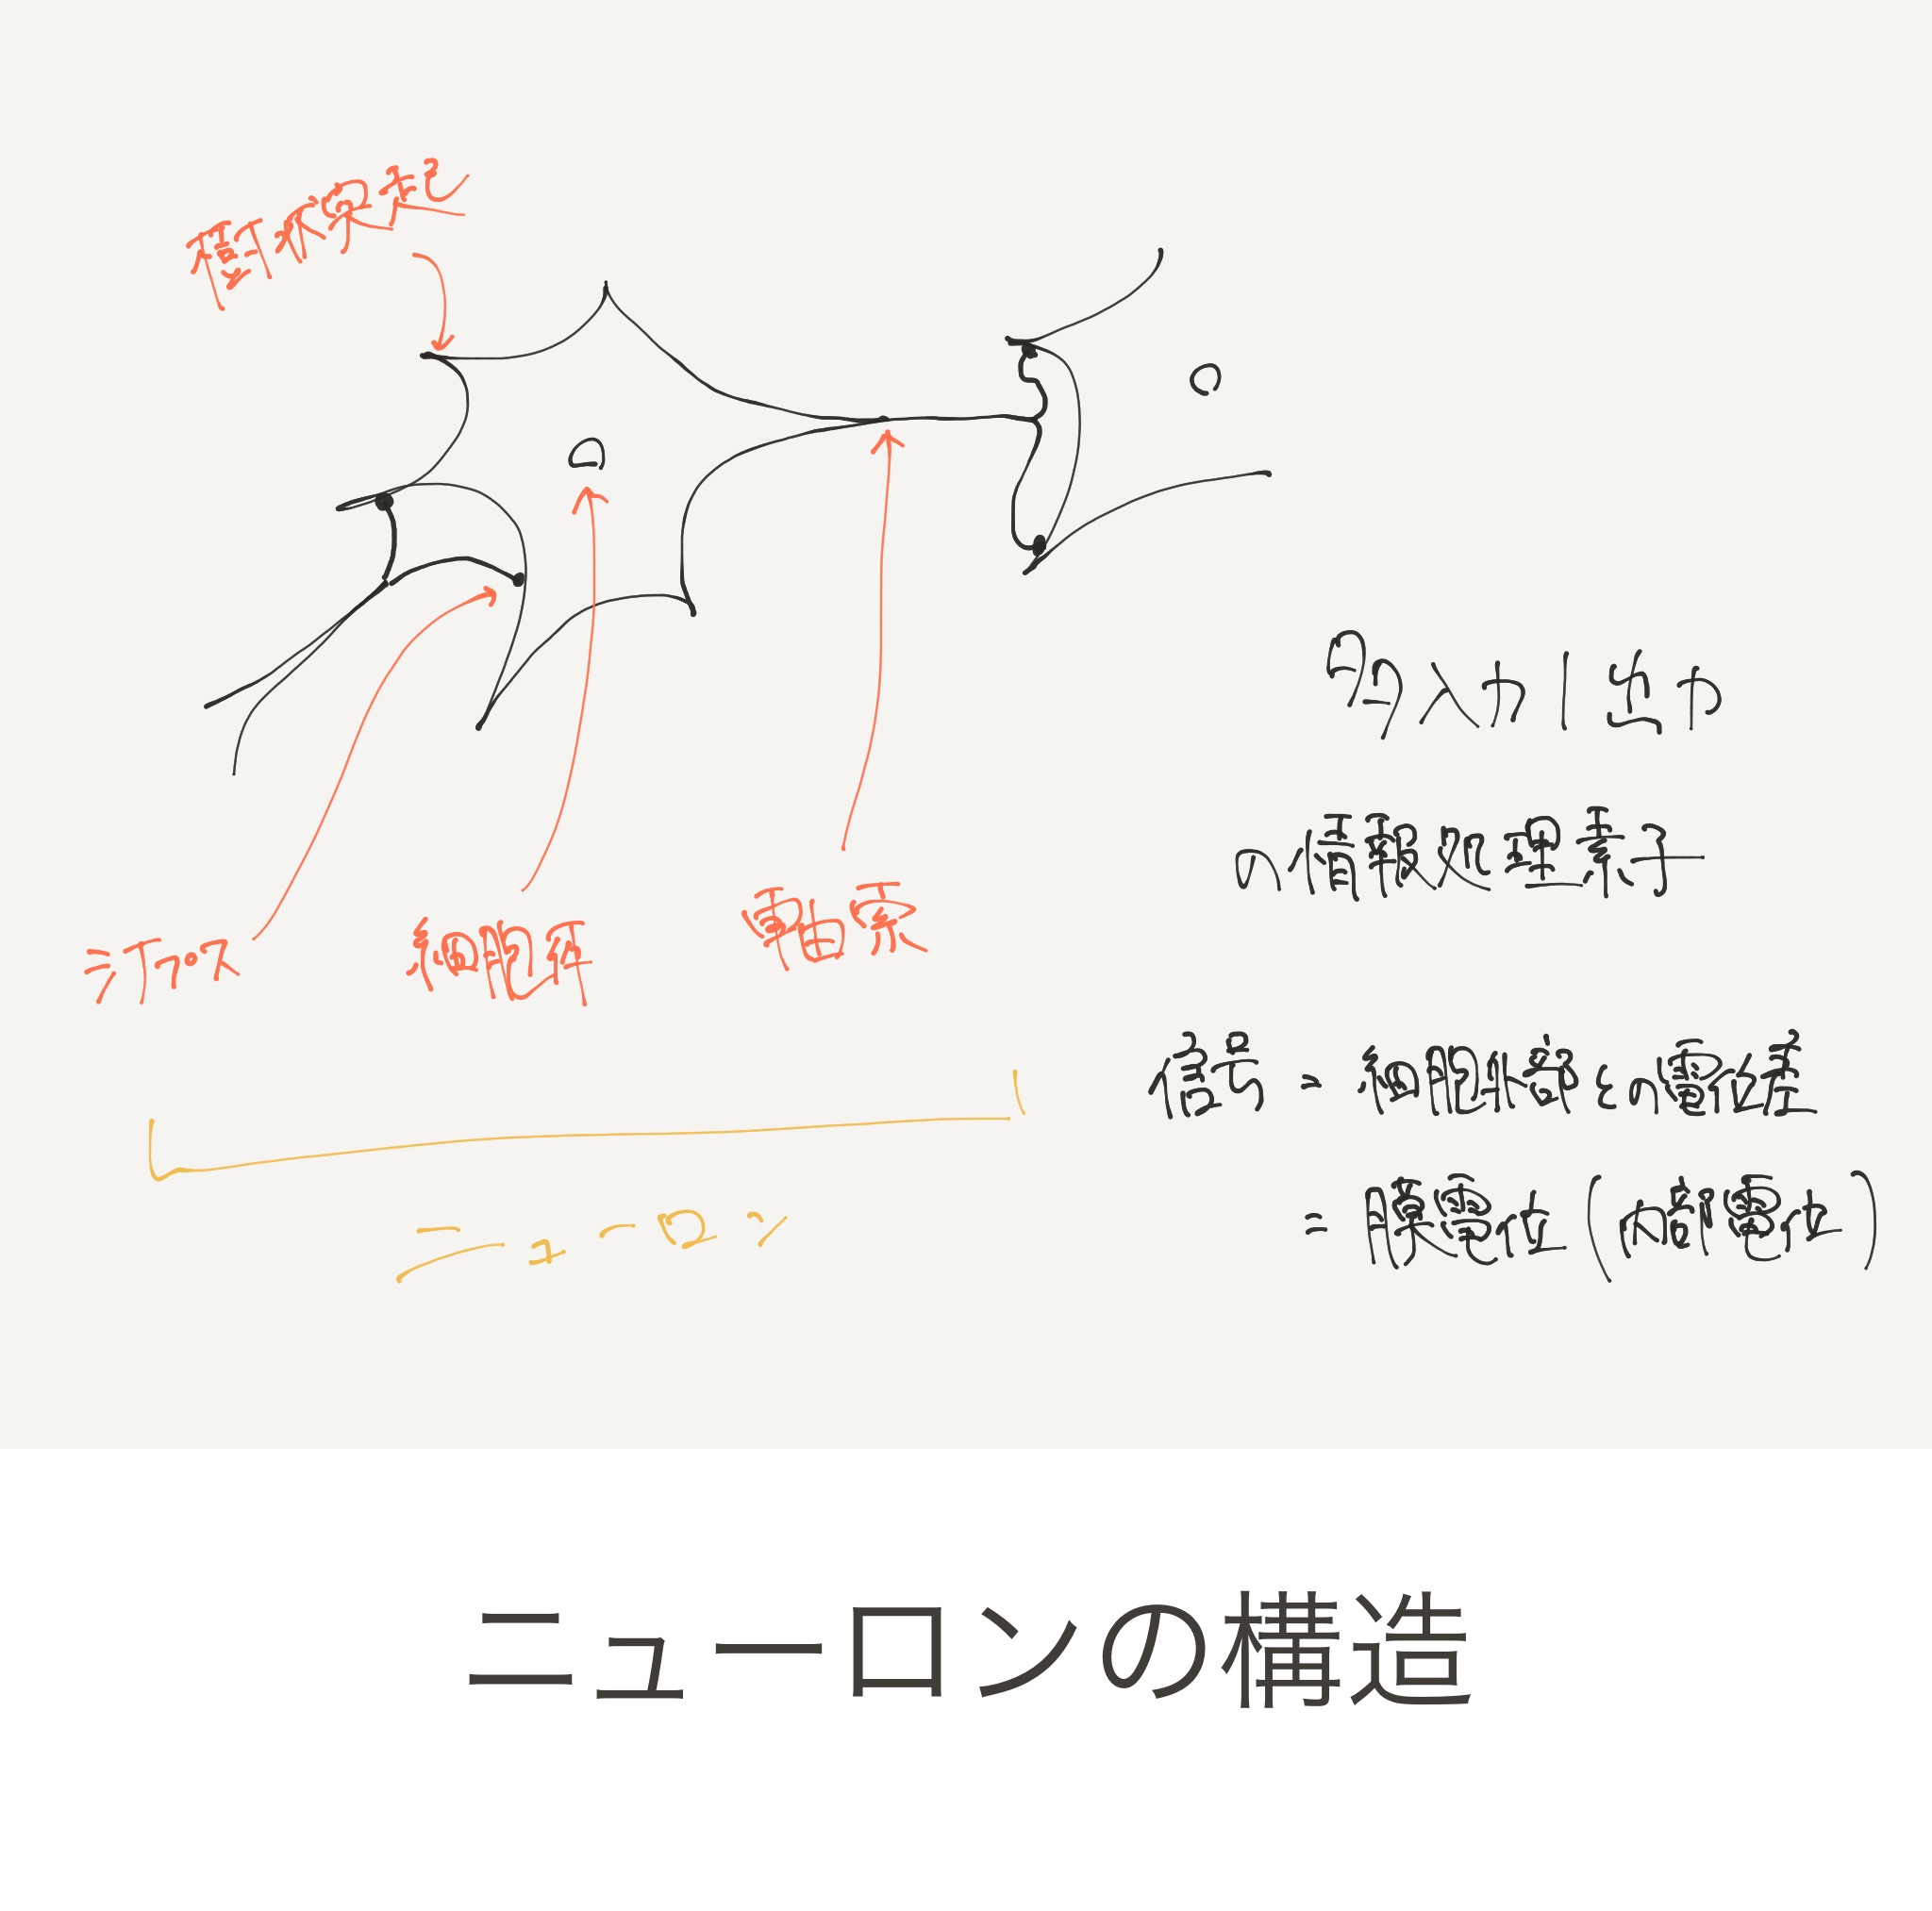 樹状突起
多入力1出力
の情報処理素子
シナプス
細胞体
軸索
信号=細胞外部との電位差
=膜電位(内部電位)
ニューロン
ニューロンの構造